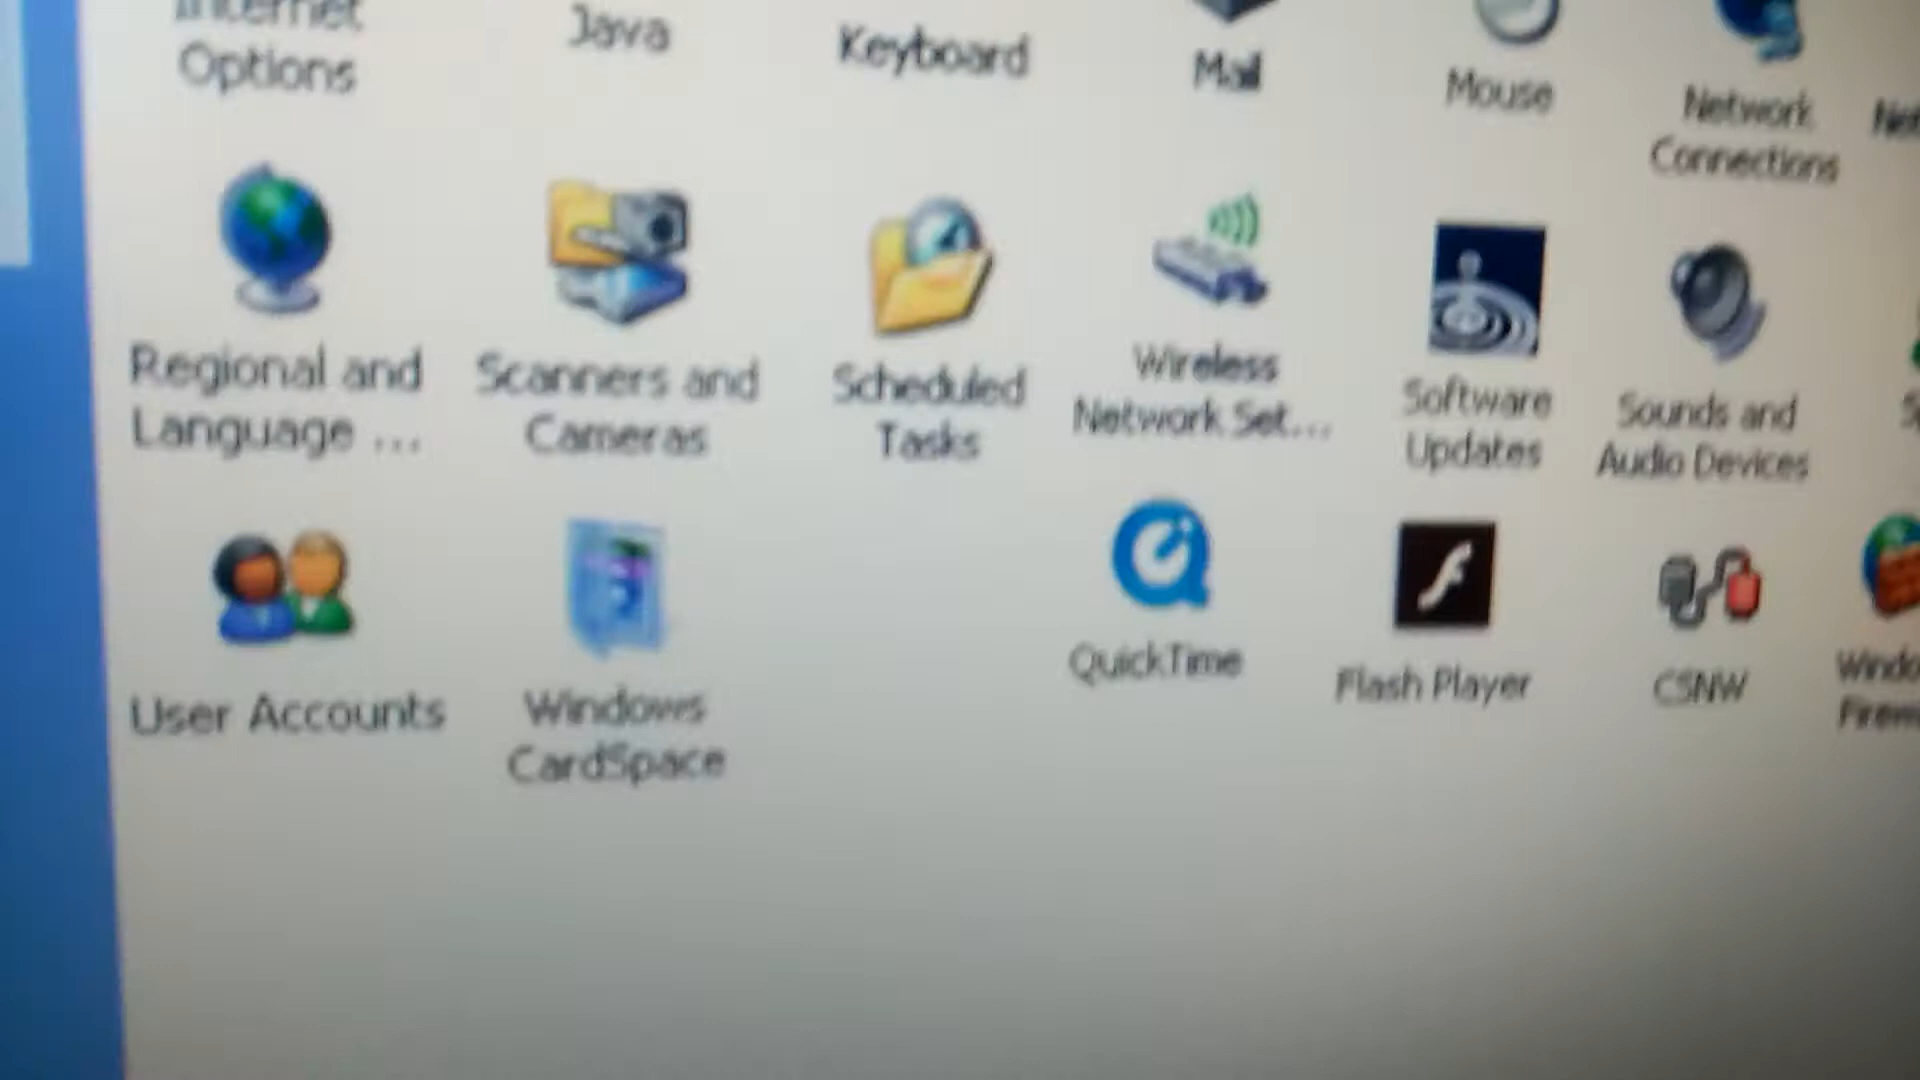 Internet
Options
Java
Keyboard
Mail
Mouse
Network
Connections
Regional and
Language ...
Scanners and
Cameras
Scheduled
Tasks
Wireless
Network Set...
Software
Updates
Sounds and
Audio Devices
User Accounts
Windows
CardSpace
QuickTime
Flash Player
CSNW